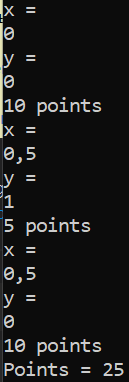 x =
0
y =
0
10 points
x =
0,5
y =
1
5 points
x =
0,5
y =
0
10 points
Points = 25